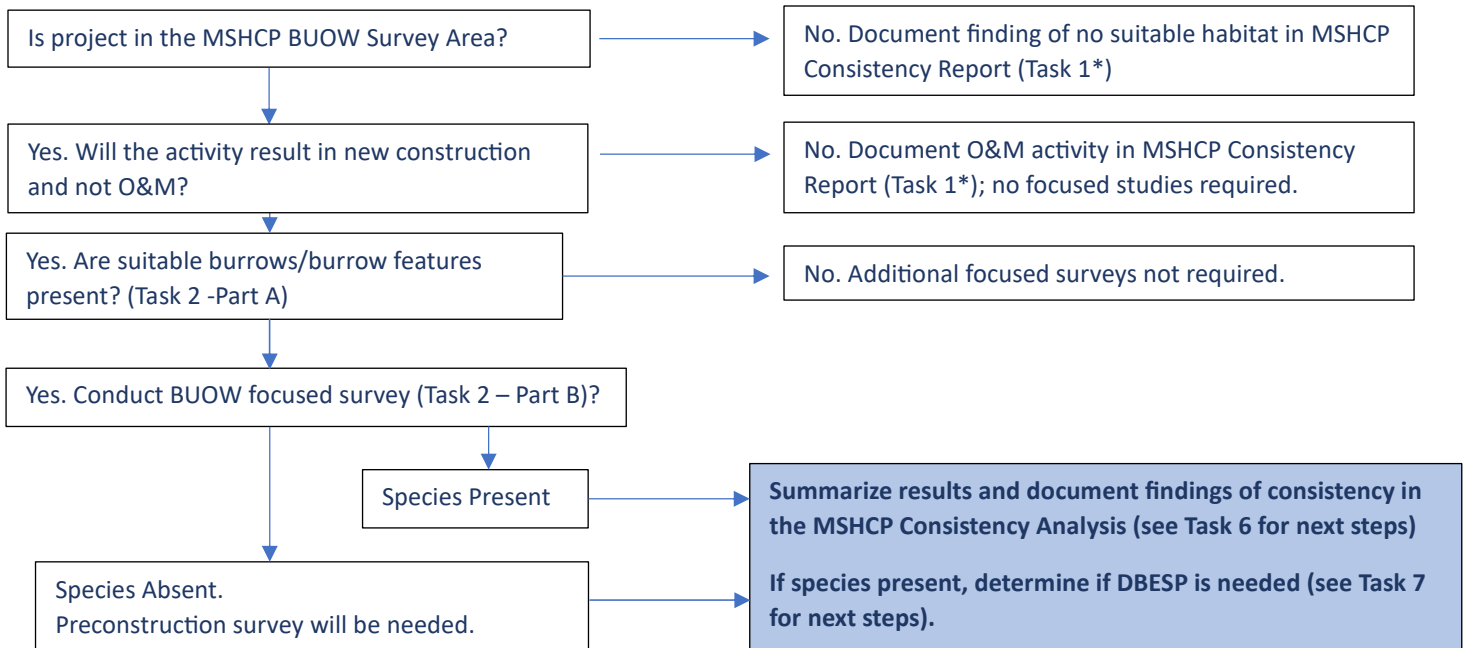 Is project in the MSHCP BUOW Survey Area?
No. Document finding of no suitable habitat in MSHCP
Consistency Report (Task 1*)
Yes. Will the activity result in new construction
and not O&M?
No. Document O&M activity in MSHCP Consistency
Report (Task 1*); no focused studies required.
Yes. Are suitable burrows/burrow features
present? (Task 2 -Part A)
No. Additional focused surveys not required.
Yes. Conduct BUOW focused survey (Task 2 – Part B)?
Species Present
Summarize results and document findings of consistency in
the MSHCP Consistency Analysis (see Task 6 for next steps)
If species present, determine if DBESP is needed (see Task 7
for next steps).
Species Absent.
Preconstruction survey will be needed.